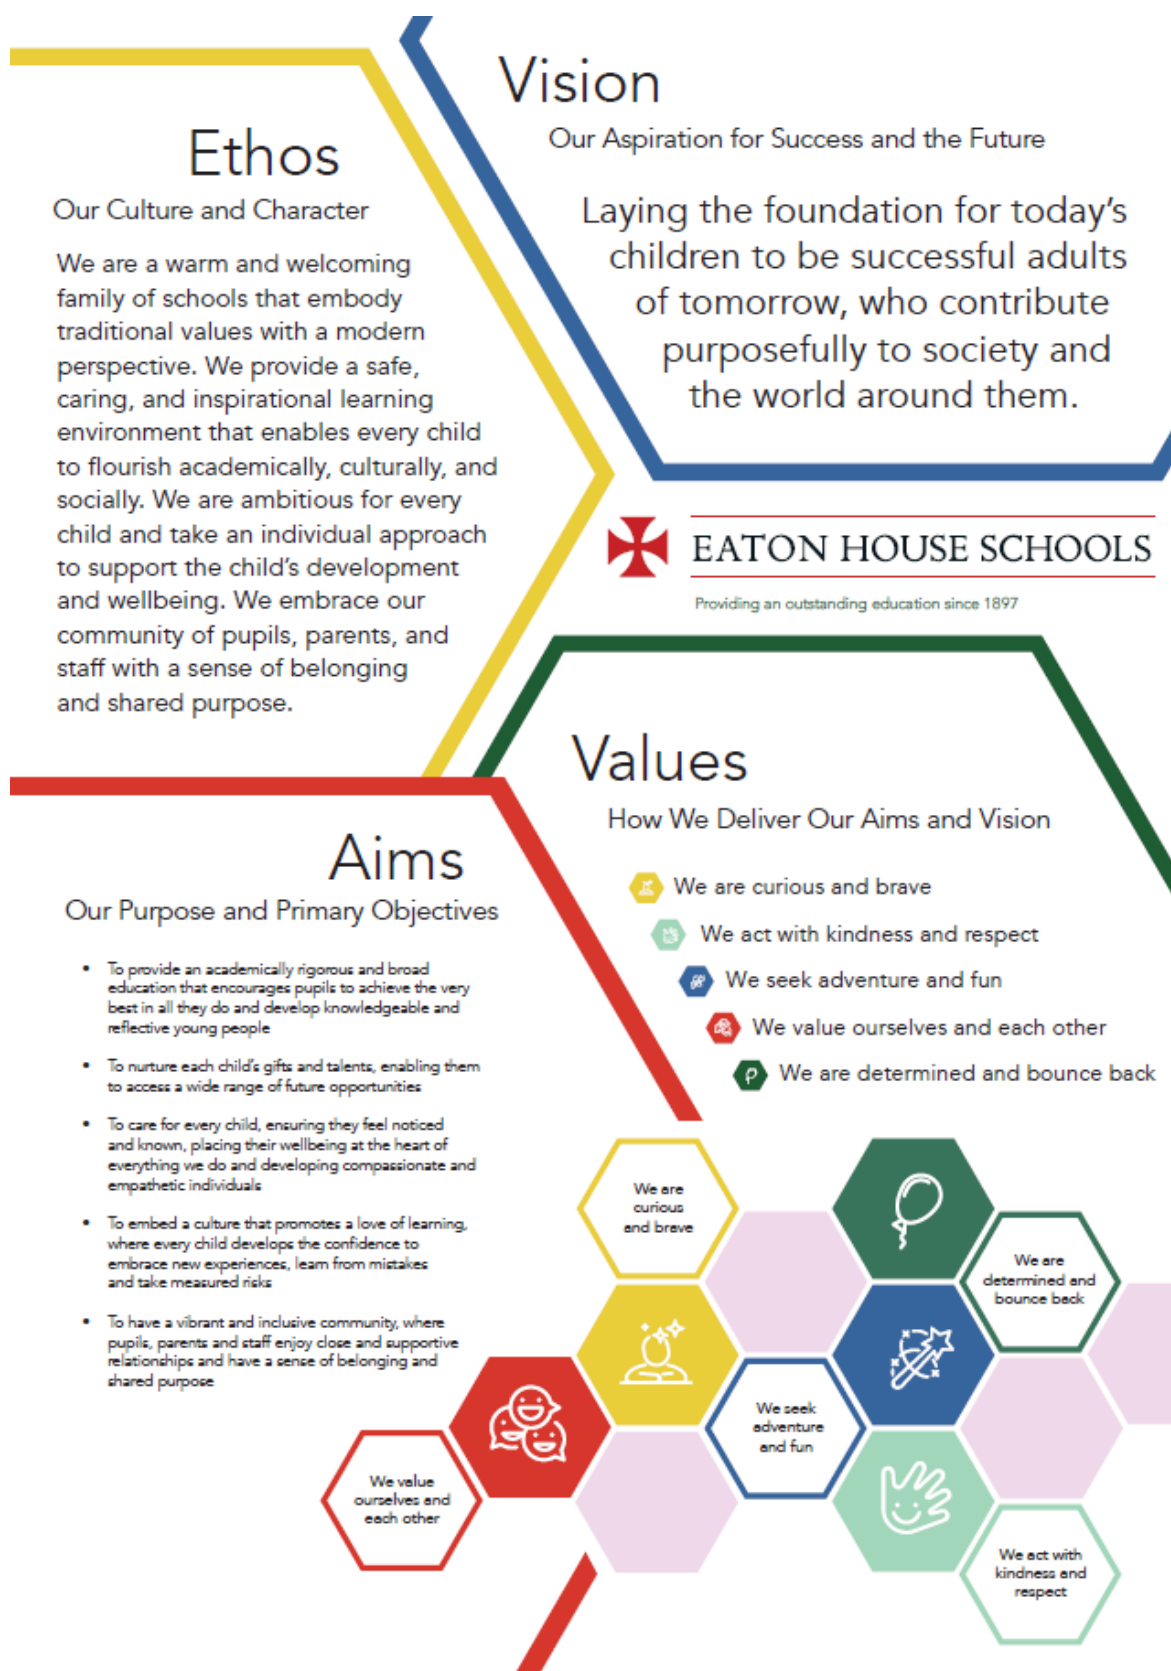 Ethos
Our Culture and Character
We are a warm and welcoming
family of schools that embody
traditional values with a modern
perspective. We provide a safe,
caring, and inspirational learning
environment that enables every child
to flourish academically, culturally, and
socially. We are ambitious for every
child and take an individual approach
to support the child's development
and wellbeing. We embrace our
community of pupils, parents, and
staff with a sense of belonging
and shared purpose.
Vision
Our Aspiration for Success and the Future
Laying the foundation for today's
children to be successful adults
of tomorrow, who contribute
purposefully to society and
the world around them.
EATON HOUSE SCHOOLS
Providing an outstanding education since 1897
Aims
Our Purpose and Primary Objectives
• To provide an academically rigorous and broad
education that encourages pupils to achieve the very
best in all they do and develop knowledgeable and
reflective young people
• To nurture each child's gifts and talents, enabling them
to access a wide range of future opportunities
• To care for every child, ensuring they feel noticed
and known, placing their wellbeing at the heart of
everything we do and developing compassionate and
empathetic individuals
• To embed a culture that promotes a love of learning,
where every child develops the confidence to
embrace new experiences, learn from mistakes
and take measured risks
• To have a vibrant and inclusive community, where
pupils, parents and staff enjoy close and supportive
relationships and have a sense of belonging and
shared purpose
Values
How We Deliver Our Aims and Vision
We are curious and brave
We act with kindness and respect
We seek adventure and fun
We value ourselves and each other
We are determined and bounce back
We are
curious
and brave
We are
determined and
bounce back
We seek
adventure
and fun
We value
ourselves and
each other
We act with
kindness and
respect